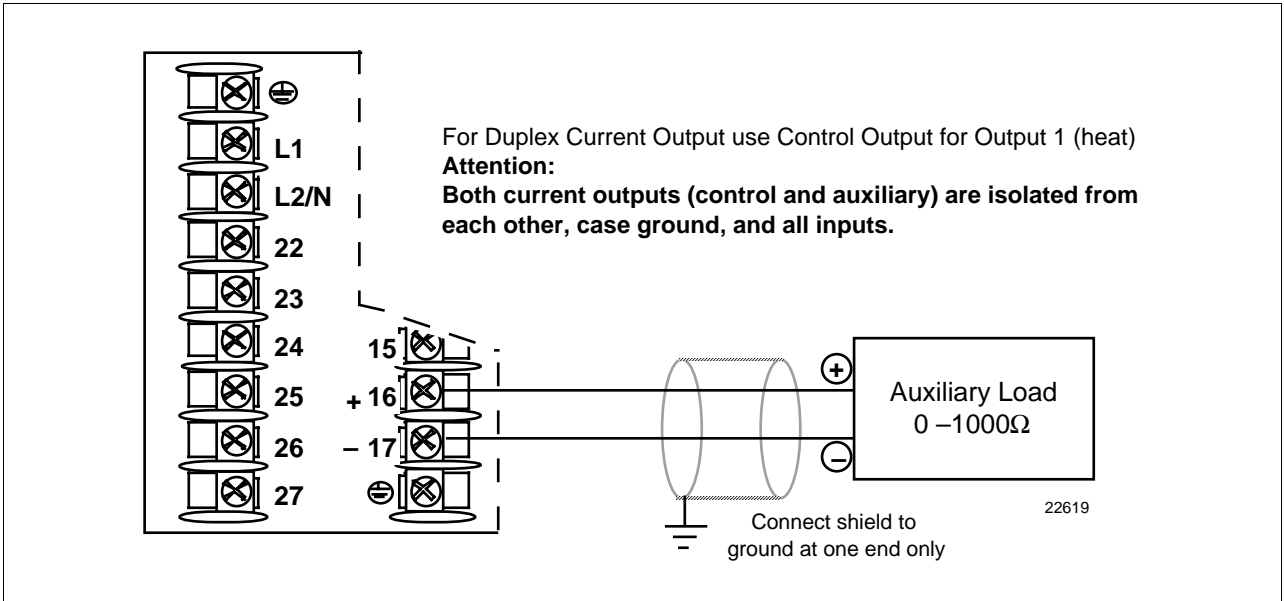 For Duplex Current Output use Control Output for Output 1 (heat)
Attention:
Both current outputs (control and auxiliary) are isolated from
each other, case ground, and all inputs.
L1
L2/N
22
23
24
25
26
27
15
+ 16
– 17
+
–
Auxiliary Load
0 –1000Ω
22619
Connect shield to
ground at one end only